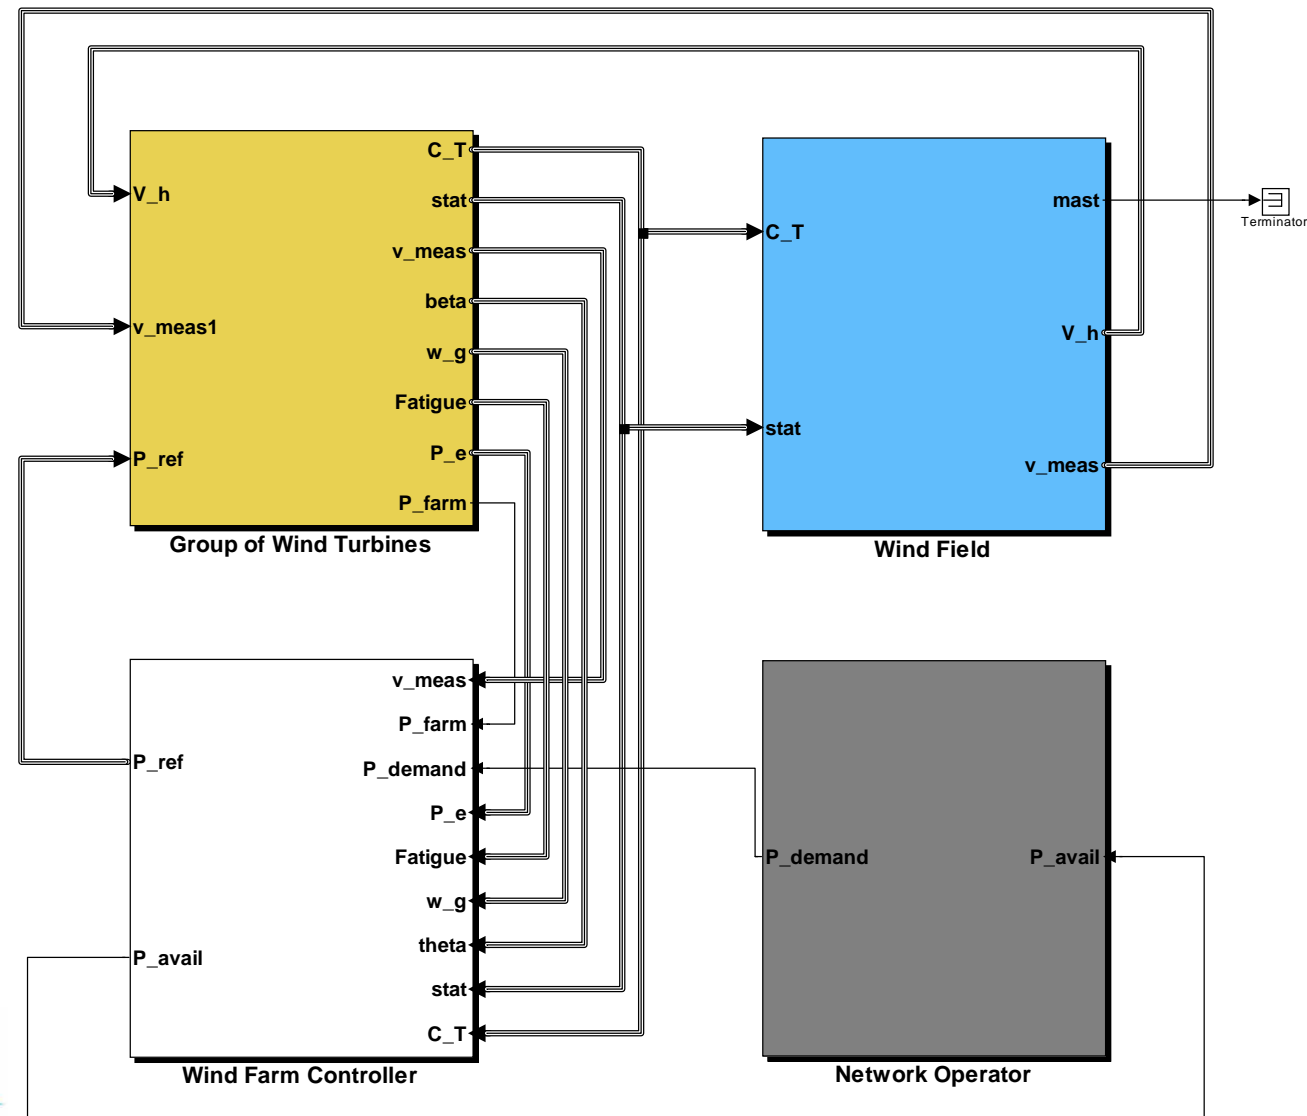 V_h
v_meas1
P_ref
C_T
stat
v_meas
beta
w_g
Fatigue
P_e
P_farm
Group of Wind Turbines
C_T
stat
mast
V_h
v_meas
Wind Field
Terminator
P_ref
P_avail
v_meas
P_farm
P_demand
P_e
Fatigue
w_g
theta
stat
C_T
Wind Farm Controller
P_demand
P_avail
Network Operator